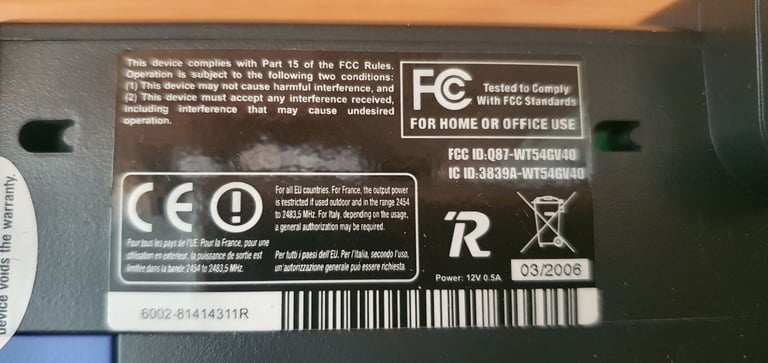 This device complies with Part 15 of the FCC Rules.
Operation is subject to the following two conditions:
(1) This device may not cause harmful interference, and
(2) This device must accept any interference received,
including interference that may cause undesired
operation.
FC
Tested to Comply
With FCC Standards
FOR HOME OR OFFICE USE
FCC ID:Q87-WT54GV40
IC ID:3839A-WT54GV40
CE
For all EU countries. For France, the output power
is restricted if used outdoor and in the range 2454
to 2483,5 MHz. For Italy, depending on the usage,
a general authorization may be required.
Pour tous les pays de l'UE. Pour la France, pour une
utilisation en extérieur, la puissance de sortie est
limitée dans la bande 2454 to 2483,5 MHz.
Per tutti i paesi dell'EU. Per l'Italia, secondo l'uso,
un'autorizzazione generale può essere richiesta.
R
Power: 12V 0.5A
03/2006
6002-81414311R
device voids the warranty.